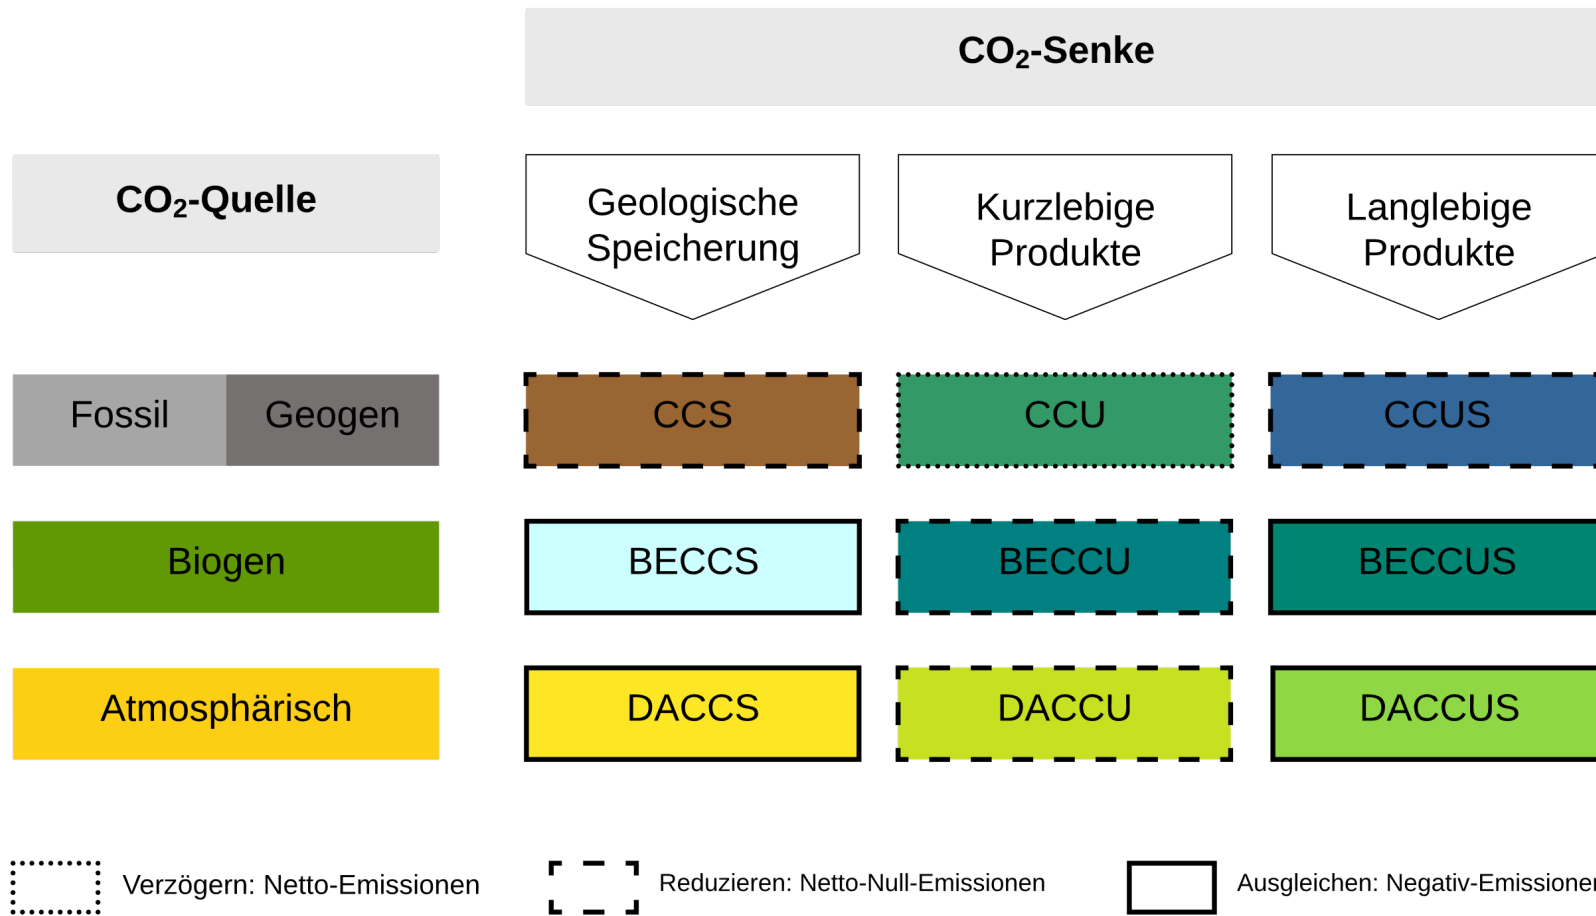 CO₂-Senke
CO₂-Quelle
Geologische
Speicherung
Kurzlebige
Produkte
Langlebige
Produkte
Fossil
Geogen
CCS
CCU
CCUS
Biogen
BECCS
BECCU
BECCUS
Atmosphärisch
DACCS
DACCU
DACCUS
Verzögern: Netto-Emissionen
Reduzieren: Netto-Null-Emissionen
Ausgleichen: Negativ-Emissionen